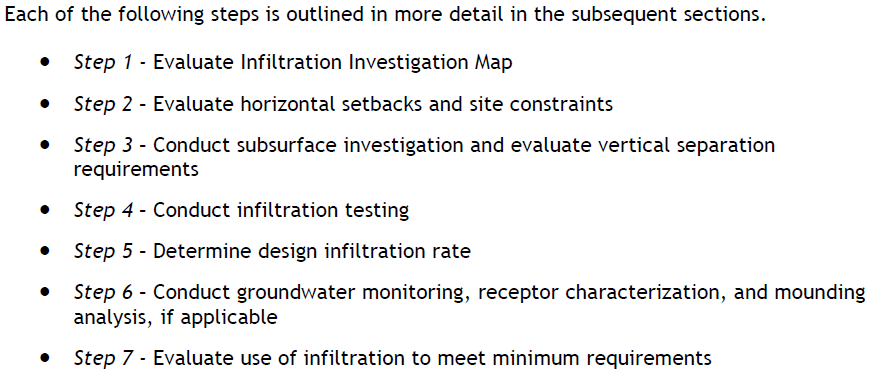 Each of the following steps is outlined in more detail in the subsequent sections.
• Step 1 - Evaluate Infiltration Investigation Map
• Step 2 – Evaluate horizontal setbacks and site constraints
• Step 3 – Conduct subsurface investigation and evaluate vertical separation
requirements
• Step 4 – Conduct infiltration testing
• Step 5 – Determine design infiltration rate
• Step 6 – Conduct groundwater monitoring, receptor characterization, and mounding
analysis, if applicable
• Step 7 - Evaluate use of infiltration to meet minimum requirements